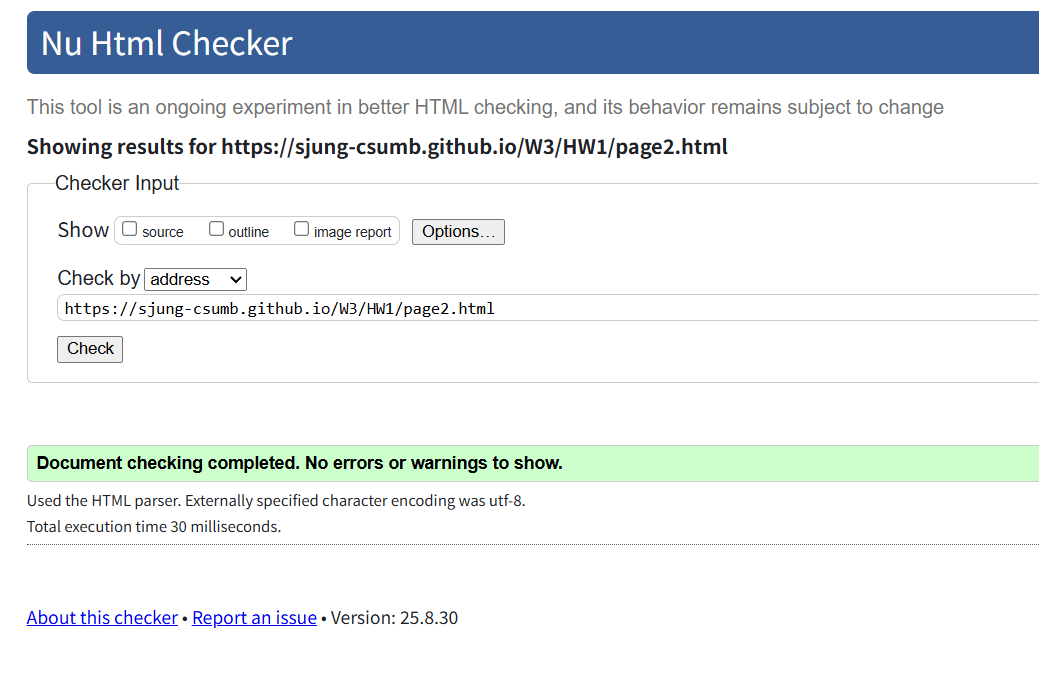 Nu Html Checker
This tool is an ongoing experiment in better HTML checking, and its behavior remains subject to change
Showing results for https://sjung-csumb.github.io/W3/HW1/page2.html
Checker Input
Show source outline image report Options...
Check by address
https://sjung-csumb.github.io/W3/HW1/page2.html
Check
Document checking completed. No errors or warnings to show.
Used the HTML parser. Externally specified character encoding was utf-8.
Total execution time 30 milliseconds.
About this checker • Report an issue • Version: 25.8.30